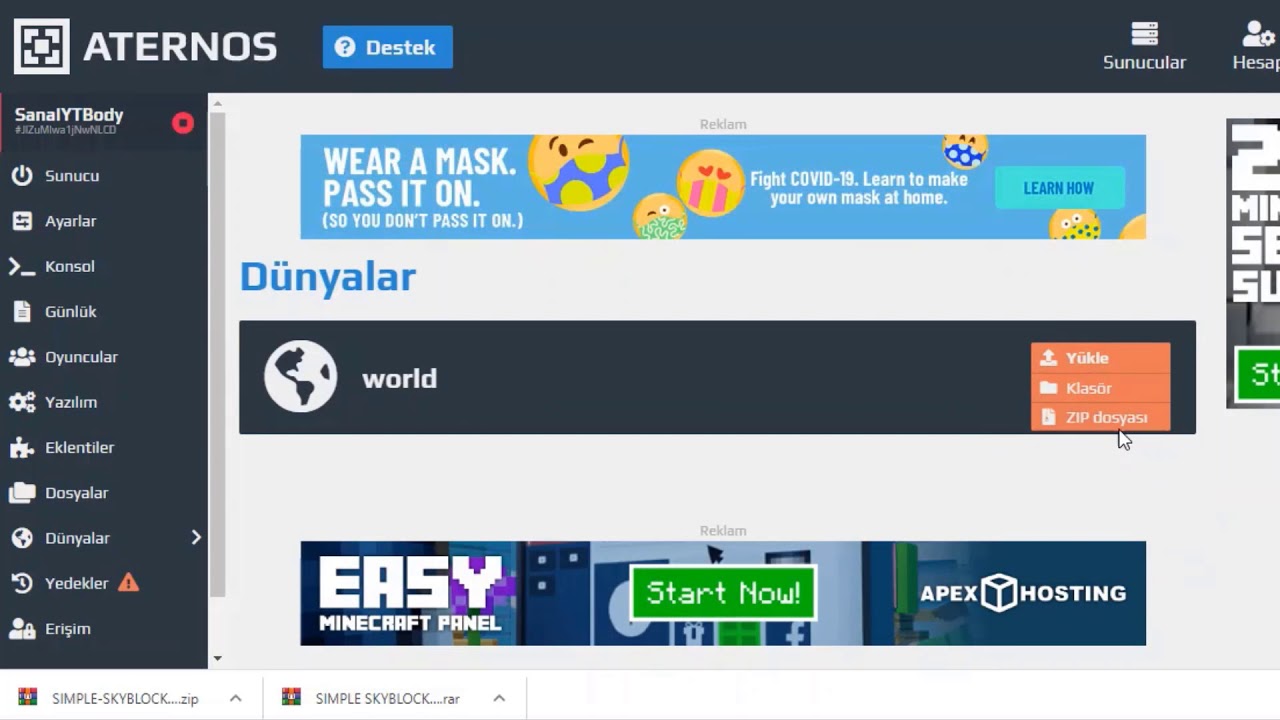 ATERNOS
Destek
Sunucular
Hesap
SanalYTBody
Sunucu
Ayarlar
Konsol
Günlük
Oyuncular
Yazılım
Eklentiler
Dosyalar
Dünyalar
Yedekler
Erişim
Reklam
WEAR A MASK.
PASS IT ON.
(SO YOU DON'T PASS IT ON.)
Fight COVID-19. Learn to make
your own mask at home.
LEARN HOW
Dünyalar
world
Yükle
Klasör
ZIP dosyası
Reklam
EASY
MINECRAFT PANEL
Start Now!
APEX HOSTING
SIMPLE-SKYBLOCK....zip
SIMPLE SKYBLOCK....rar